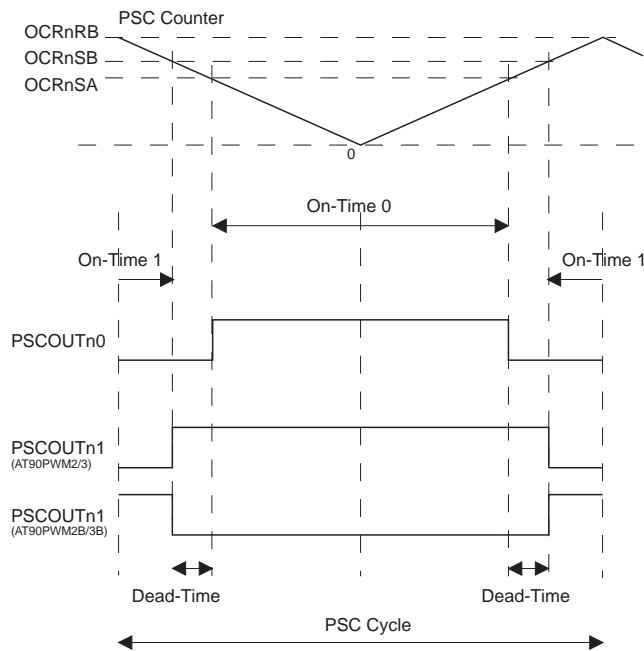 PSC Counter
OCRnRB
OCRnSB
OCRnSA
0
On-Time 0
On-Time 1
On-Time 1
PSCOUTn0
PSCOUTn1
(AT90PWM2/3)
PSCOUTn1
(AT90PWM2B/3B)
Dead-Time
Dead-Time
PSC Cycle